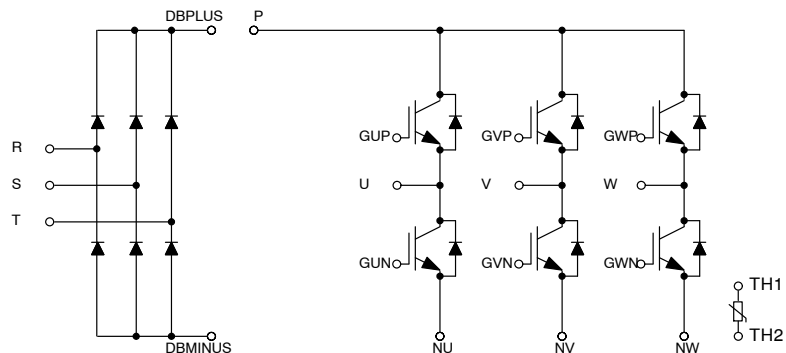 DBPLUS P
GUP GVP GWP
R
S U V W
T
GUN GVN GWN
TH1
TH2
DBMINUS NU NV NW